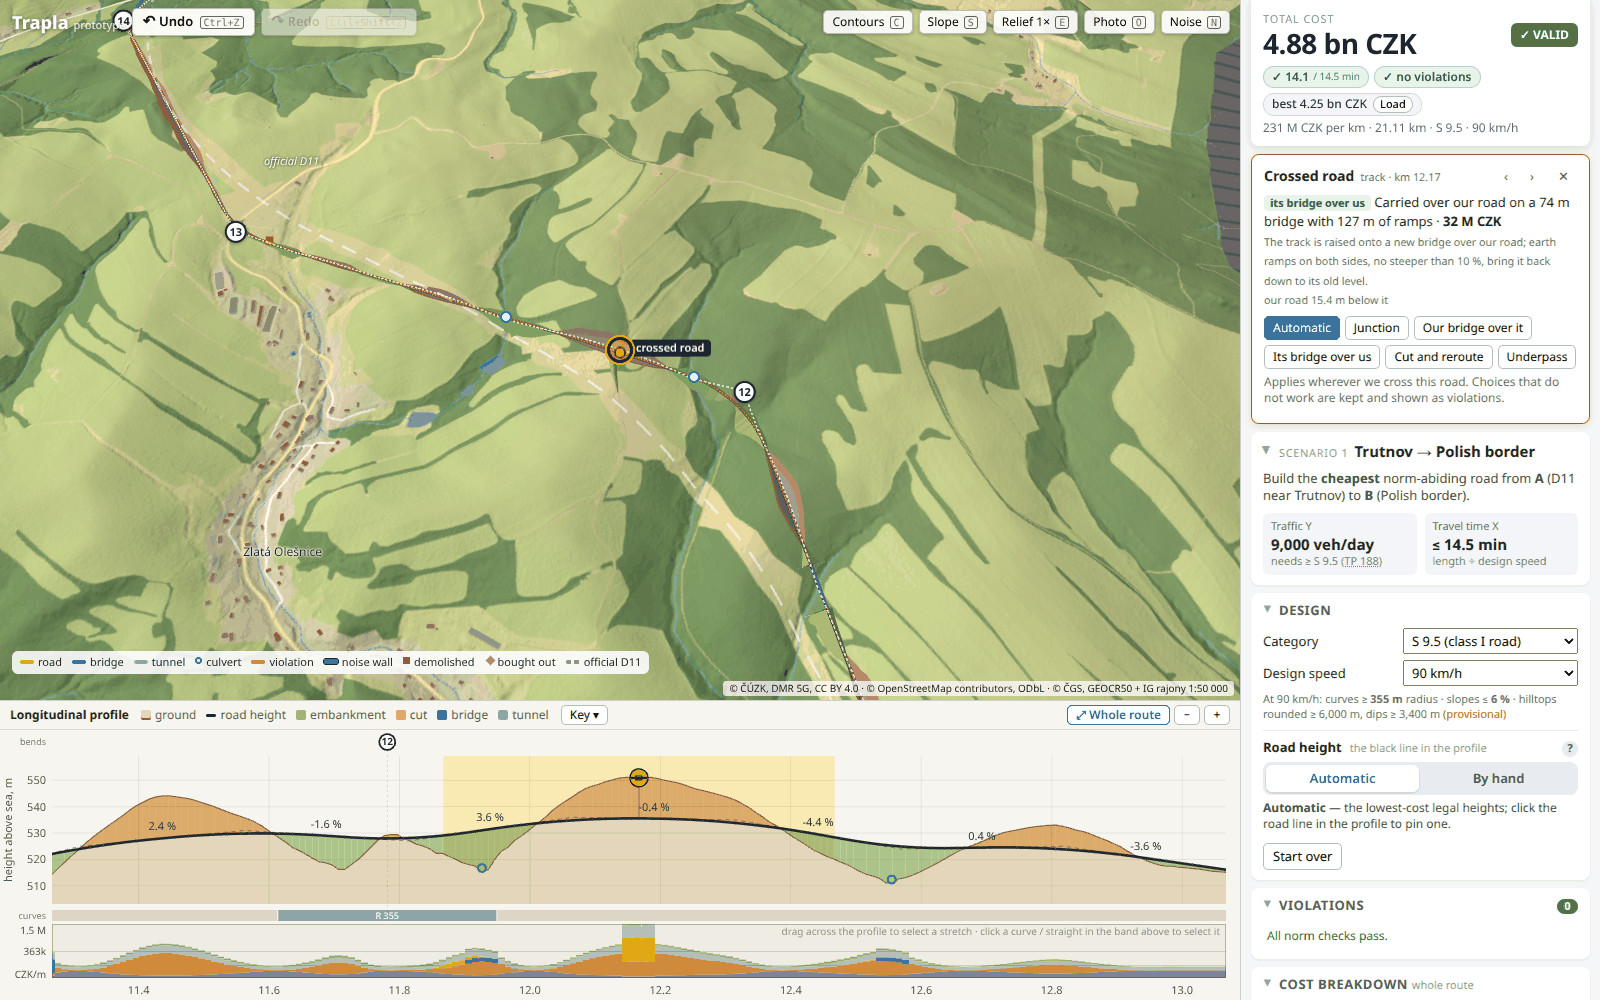 Trapla prototype
14
↶ Undo Ctrl+Z
↷ Redo Ctrl+Shift+Z
Contours C
Slope S
Relief 1× E
Photo O
Noise N
official D11
13
crossed road
12
Zlatá Olešnice
road bridge tunnel culvert violation noise wall demolished bought out official D11
© ČÚZK, DMR 5G, CC BY 4.0 · © OpenStreetMap contributors, ODbL · © ČGS, GEOCR50 + IG rajony 1:50 000
Longitudinal profile ground road height embankment cut bridge tunnel Key ▾
⤢ Whole route − +
bends
12
height above sea, m
550
540
530
520
510
2.4 %
-1.6 %
3.6 %
-0.4 %
-4.4 %
0.4 %
-3.6 %
curves
R 355
1.5 M
363k
CZK/m
drag across the profile to select a stretch · click a curve / straight in the band above to select it
11.4 11.6 11.8 12.0 12.2 12.4 12.6 12.8 13.0
TOTAL COST
4.88 bn CZK
✓ VALID
✓ 14.1 / 14.5 min
✓ no violations
best 4.25 bn CZK Load
231 M CZK per km · 21.11 km · S 9.5 · 90 km/h
Crossed road track · km 12.17 ‹ › ✕
its bridge over us Carried over our road on a 74 m
bridge with 127 m of ramps · 32 M CZK
The track is raised onto a new bridge over our road; earth
ramps on both sides, no steeper than 10 %, bring it back
down to its old level.
our road 15.4 m below it
Automatic Junction Our bridge over it
Its bridge over us Cut and reroute Underpass
Applies wherever we cross this road. Choices that do
not work are kept and shown as violations.
SCENARIO 1 Trutnov → Polish border
Build the cheapest norm-abiding road from A (D11
near Trutnov) to B (Polish border).
Traffic Y
9,000 veh/day
needs ≥ S 9.5 (TP 188)
Travel time X
≤ 14.5 min
length ÷ design speed
DESIGN
Category S 9.5 (class I road)
Design speed 90 km/h
At 90 km/h: curves ≥ 355 m radius · slopes ≤ 6 % · hilltops
rounded ≥ 6,000 m, dips ≥ 3,400 m (provisional)
Road height the black line in the profile ?
Automatic By hand
Automatic — the lowest-cost legal heights; click the
road line in the profile to pin one.
Start over
VIOLATIONS 0
All norm checks pass.
COST BREAKDOWN whole route